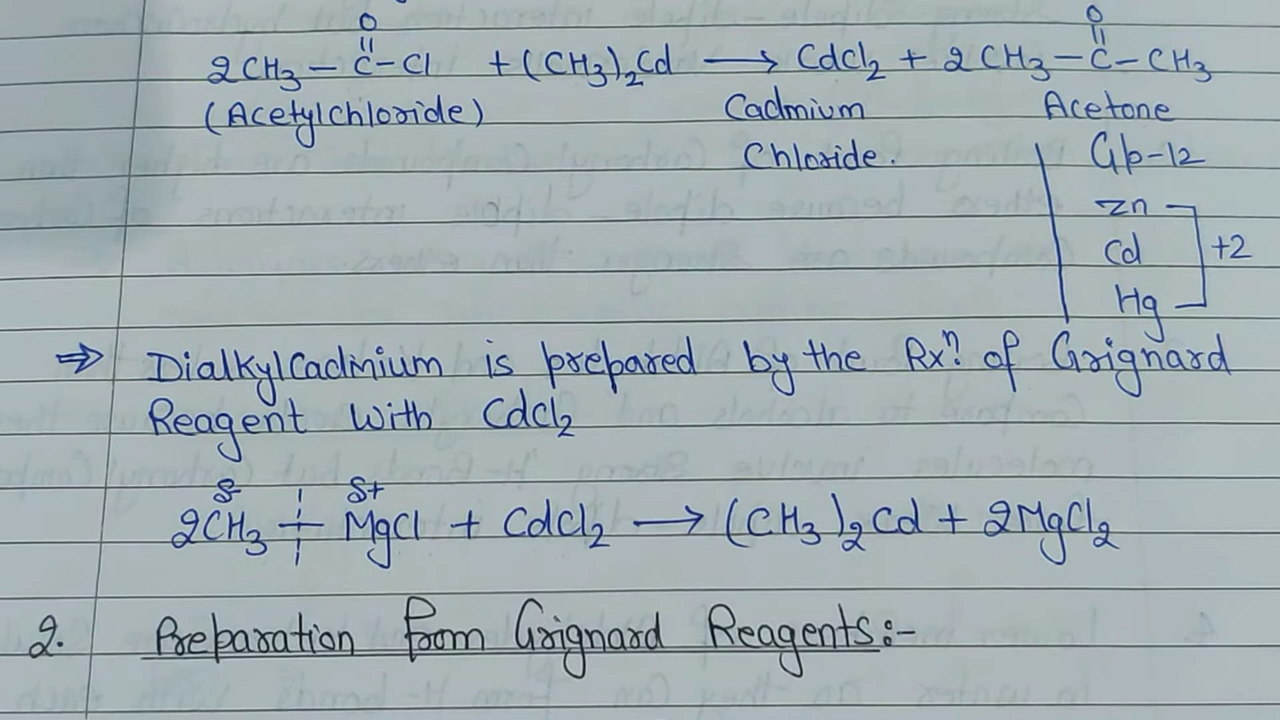 O
O
2CH₃ – C – Cl + (CH₃)₂Cd ⟶ CdCl₂ + 2CH₃ – C – CH₃
(Acetylchloride) Cadmium Acetone
Chloride. Gp-12
Zn
Cd +2
Hg
⇒ Dialkylcadmium is prepared by the Rxⁿ. of Grignard
Reagent with CdCl₂
δ- δ+
2CH₃ – MgCl + CdCl₂ ⟶ (CH₃)₂Cd + 2MgCl₂
2. Preparation from Grignard Reagents:-